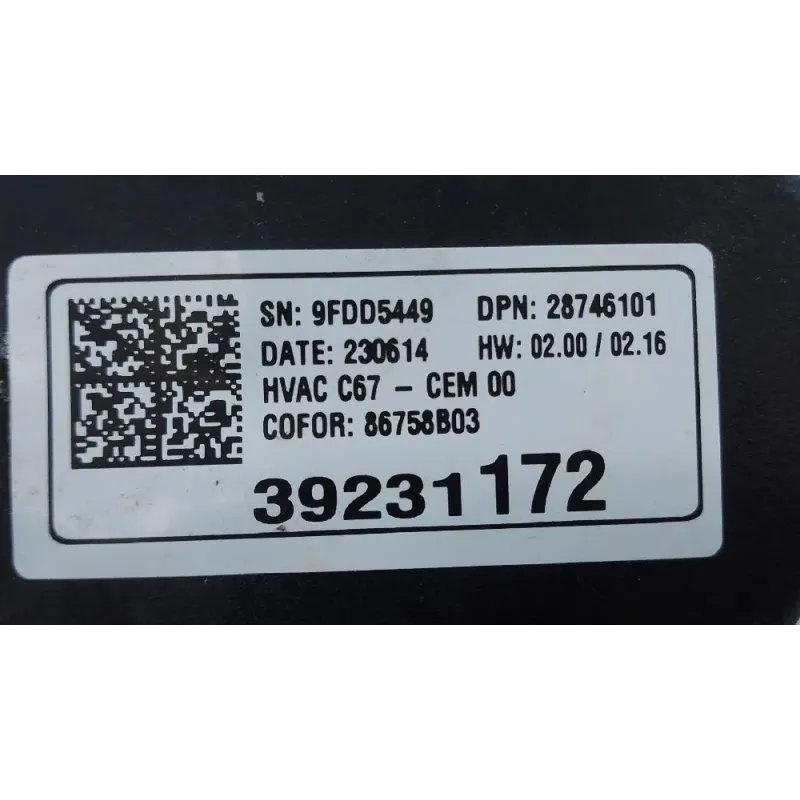 SN: 9FDD5449 DPN: 28746101
DATE: 230614 HW: 02.00 / 02.16
HVAC C67 - CEM 00
COFOR: 86758B03
39231172